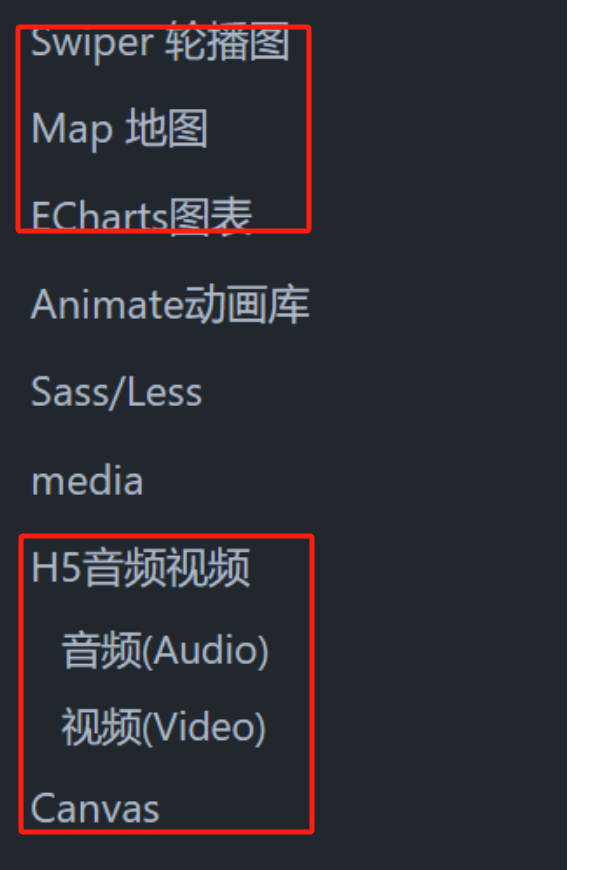 Swiper 轮播图
Map 地图
ECharts图表
Animate动画库
Sass/Less
media
H5音频视频
音频(Audio)
视频(Video)
Canvas